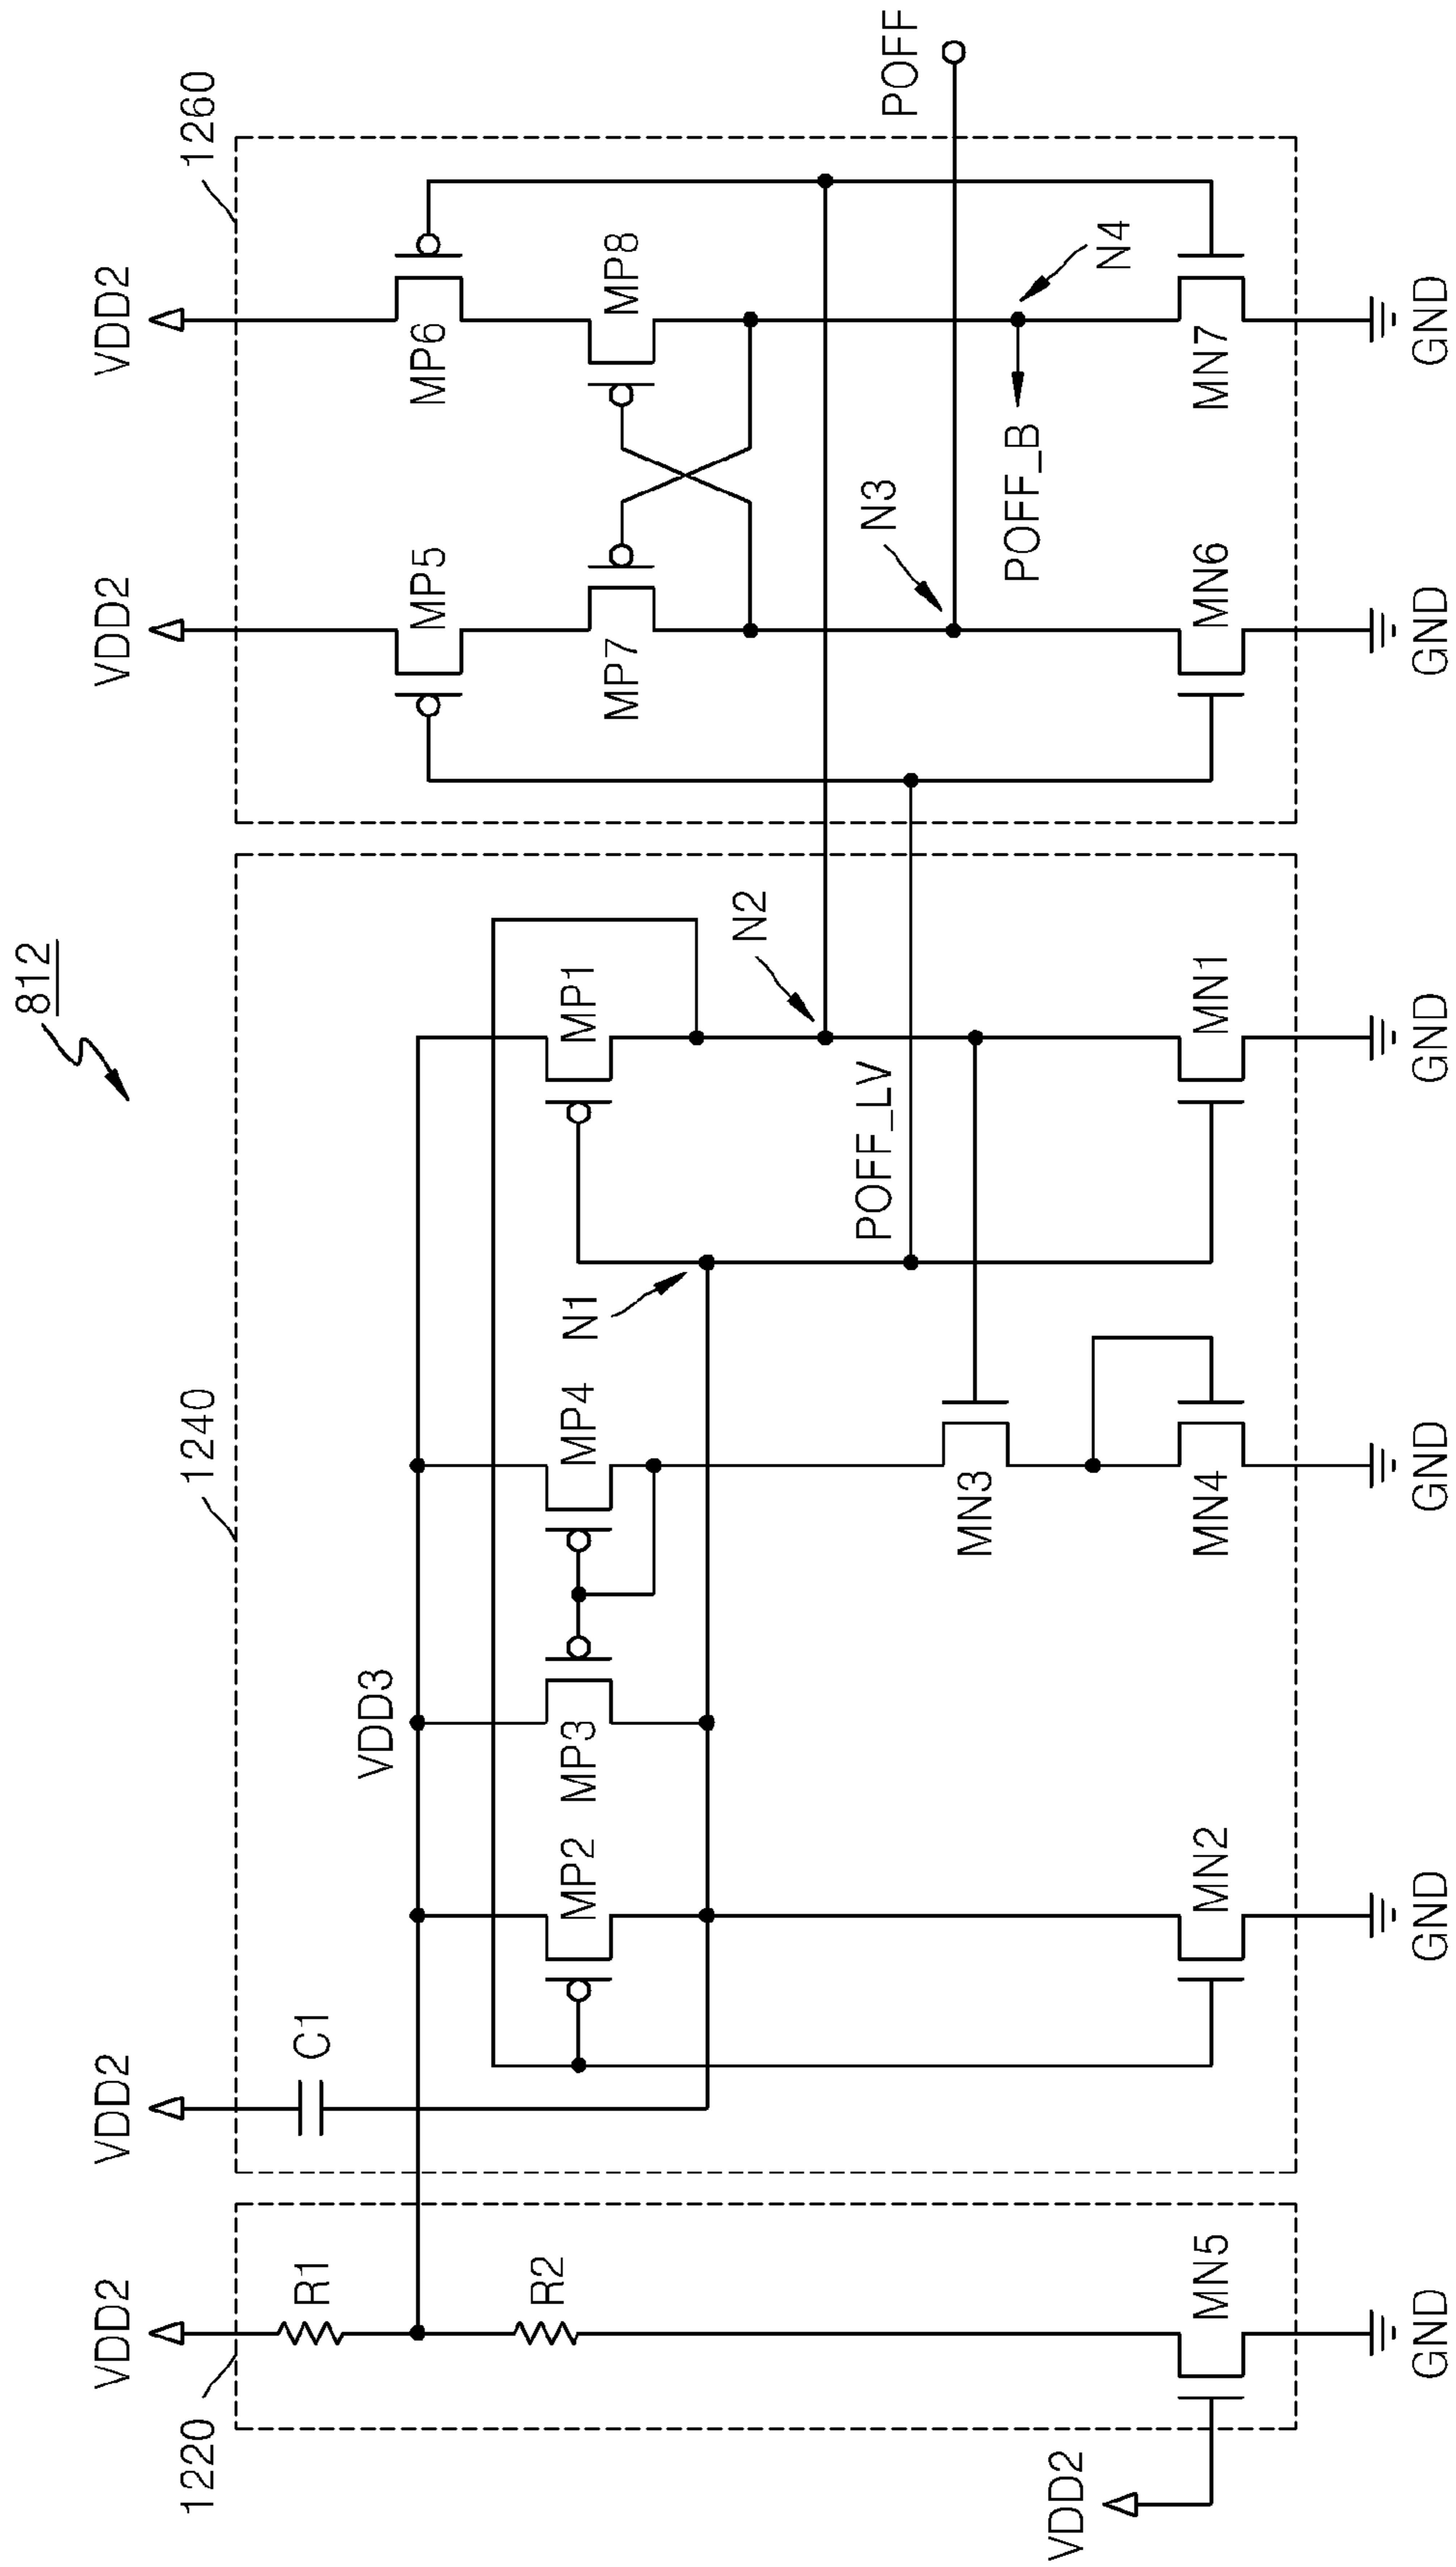 812
1220
1240
1260
VDD2
VDD2
VDD2
VDD2
R1
C1
VDD3
R2
MP2
MP3
MP4
MP1
MP5
MP6
MP7
MP8
N1
N2
N3
POFF_LV
POFF
POFF_B
N4
MN3
VDD2
MN5
MN2
MN4
MN1
MN6
MN7
GND
GND
GND
GND
GND
GND